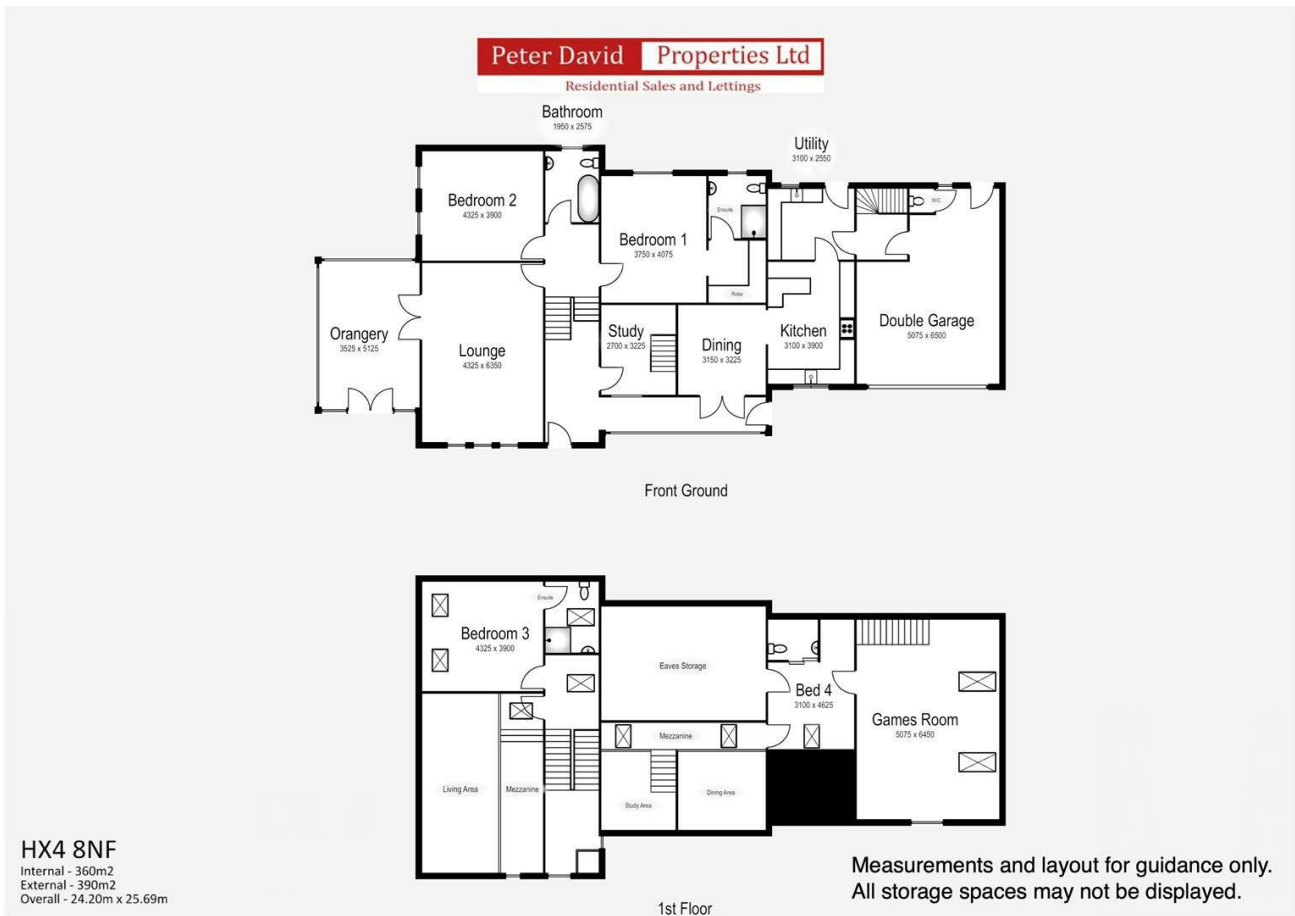 Peter David Properties Ltd
Residential Sales and Lettings
Bathroom
1950 x 2575
Utility
3100 x 2550
Bedroom 2
4325 x 3900
Ensuite
WC
Bedroom 1
3750 x 4075
Robe
Orangery
3525 x 5125
Lounge
4325 x 6350
Study
2700 x 3225
Dining
3150 x 3225
Kitchen
3100 x 3900
Double Garage
5075 x 6500
Front Ground
Ensuite
Bedroom 3
4325 x 3900
Eaves Storage
Bed 4
3100 x 4625
Games Room
5075 x 6450
Mezzanine
Living Area
Mezzanine
Study Area
Dining Area
HX4 8NF
Internal - 360m2
External - 390m2
Overall - 24.20m x 25.69m
Measurements and layout for guidance only.
All storage spaces may not be displayed.
1st Floor